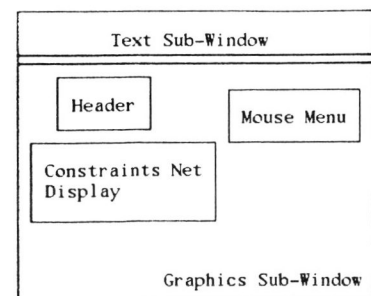 Text Sub-Window
Header
Mouse Menu
Constraints Net
Display
Graphics Sub-Window